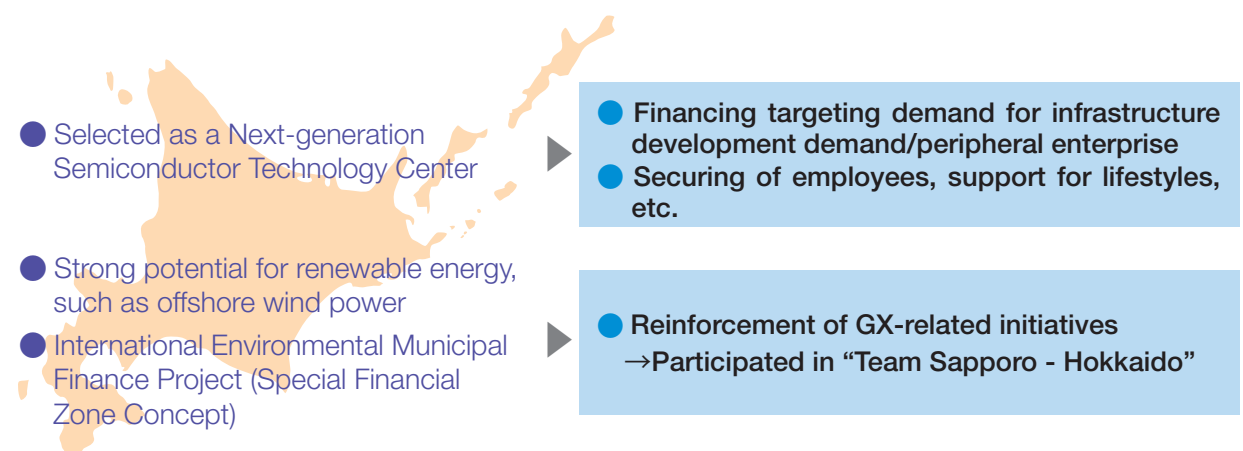 ● Selected as a Next-generation
Semiconductor Technology Center
● Financing targeting demand for infrastructure
development demand/peripheral enterprise
● Securing of employees, support for lifestyles,
etc.
● Strong potential for renewable energy,
such as offshore wind power
● International Environmental Municipal
Finance Project (Special Financial
Zone Concept)
● Reinforcement of GX-related initiatives
→Participated in “Team Sapporo - Hokkaido”